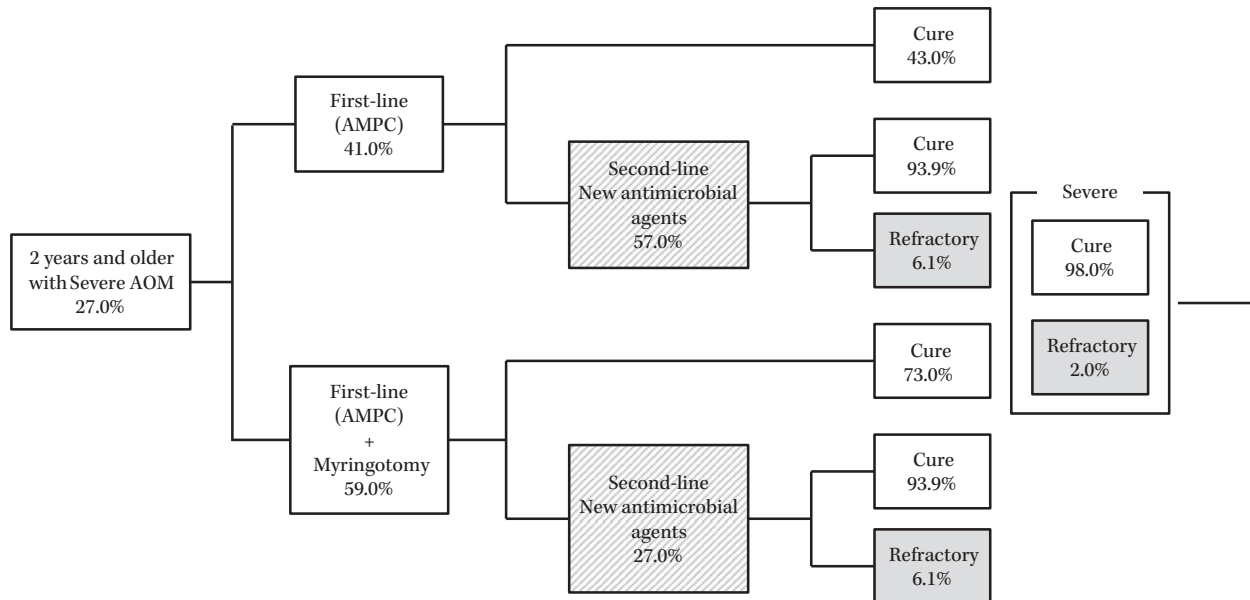 2 years and older
with Severe AOM
27.0%
First-line
(AMPC)
41.0%
Cure
43.0%
Second-line
New antimicrobial
agents
57.0%
Cure
93.9%
Refractory
6.1%
First-line
(AMPC)
+
Myringotomy
59.0%
Cure
73.0%
Second-line
New antimicrobial
agents
27.0%
Cure
93.9%
Refractory
6.1%
Severe
Cure
98.0%
Refractory
2.0%